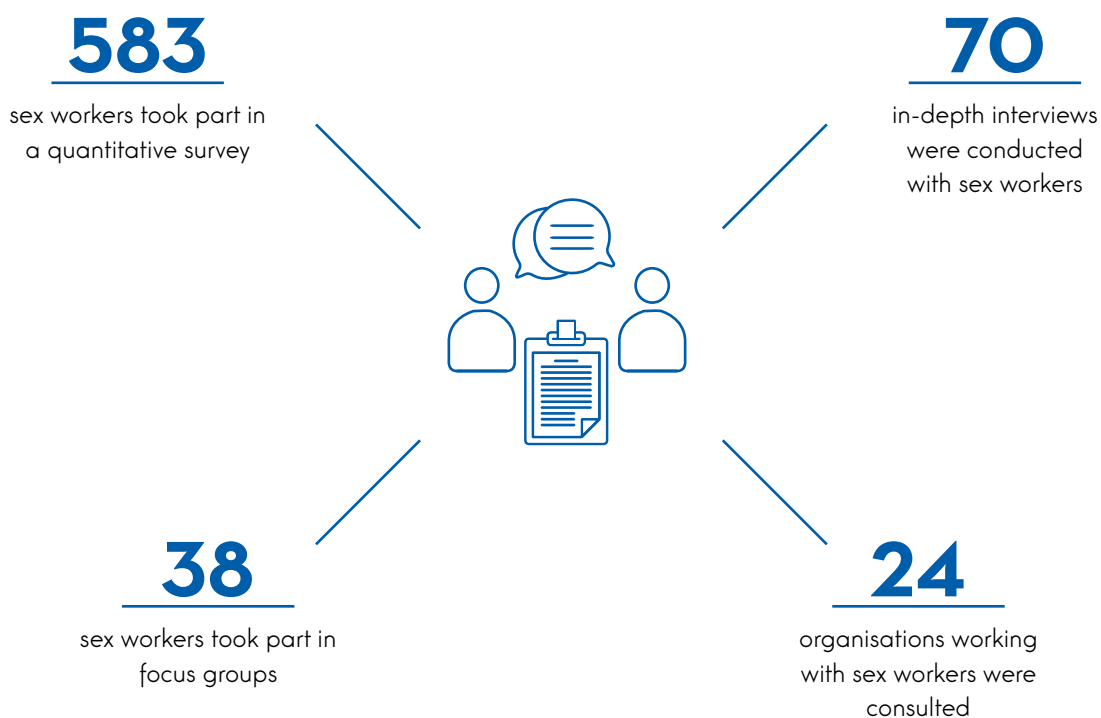 583
sex workers took part in
a quantitative survey
70
in-depth interviews
were conducted
with sex workers
38
sex workers took part in
focus groups
24
organisations working
with sex workers were
consulted